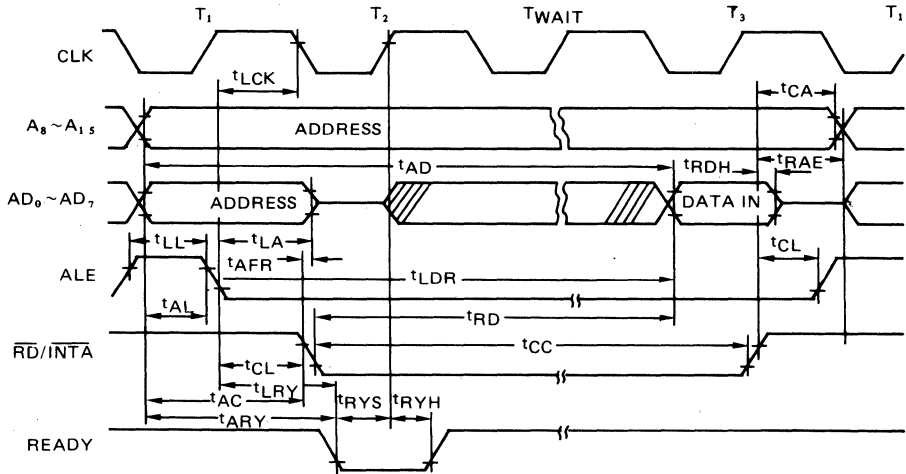 T₁ T₂ TWAIT T₃ T₁
CLK
tLCK tCA
A₈~A₁₅ ADDRESS
tAD tRDH tRAE
AD₀~AD₇ ADDRESS DATA IN
tLL tLA tCL
ALE tAFR tLDR
tAL tRD
RD/INTA tCC
tCL
tLRY
tAC tRYS tRYH
tARY
READY